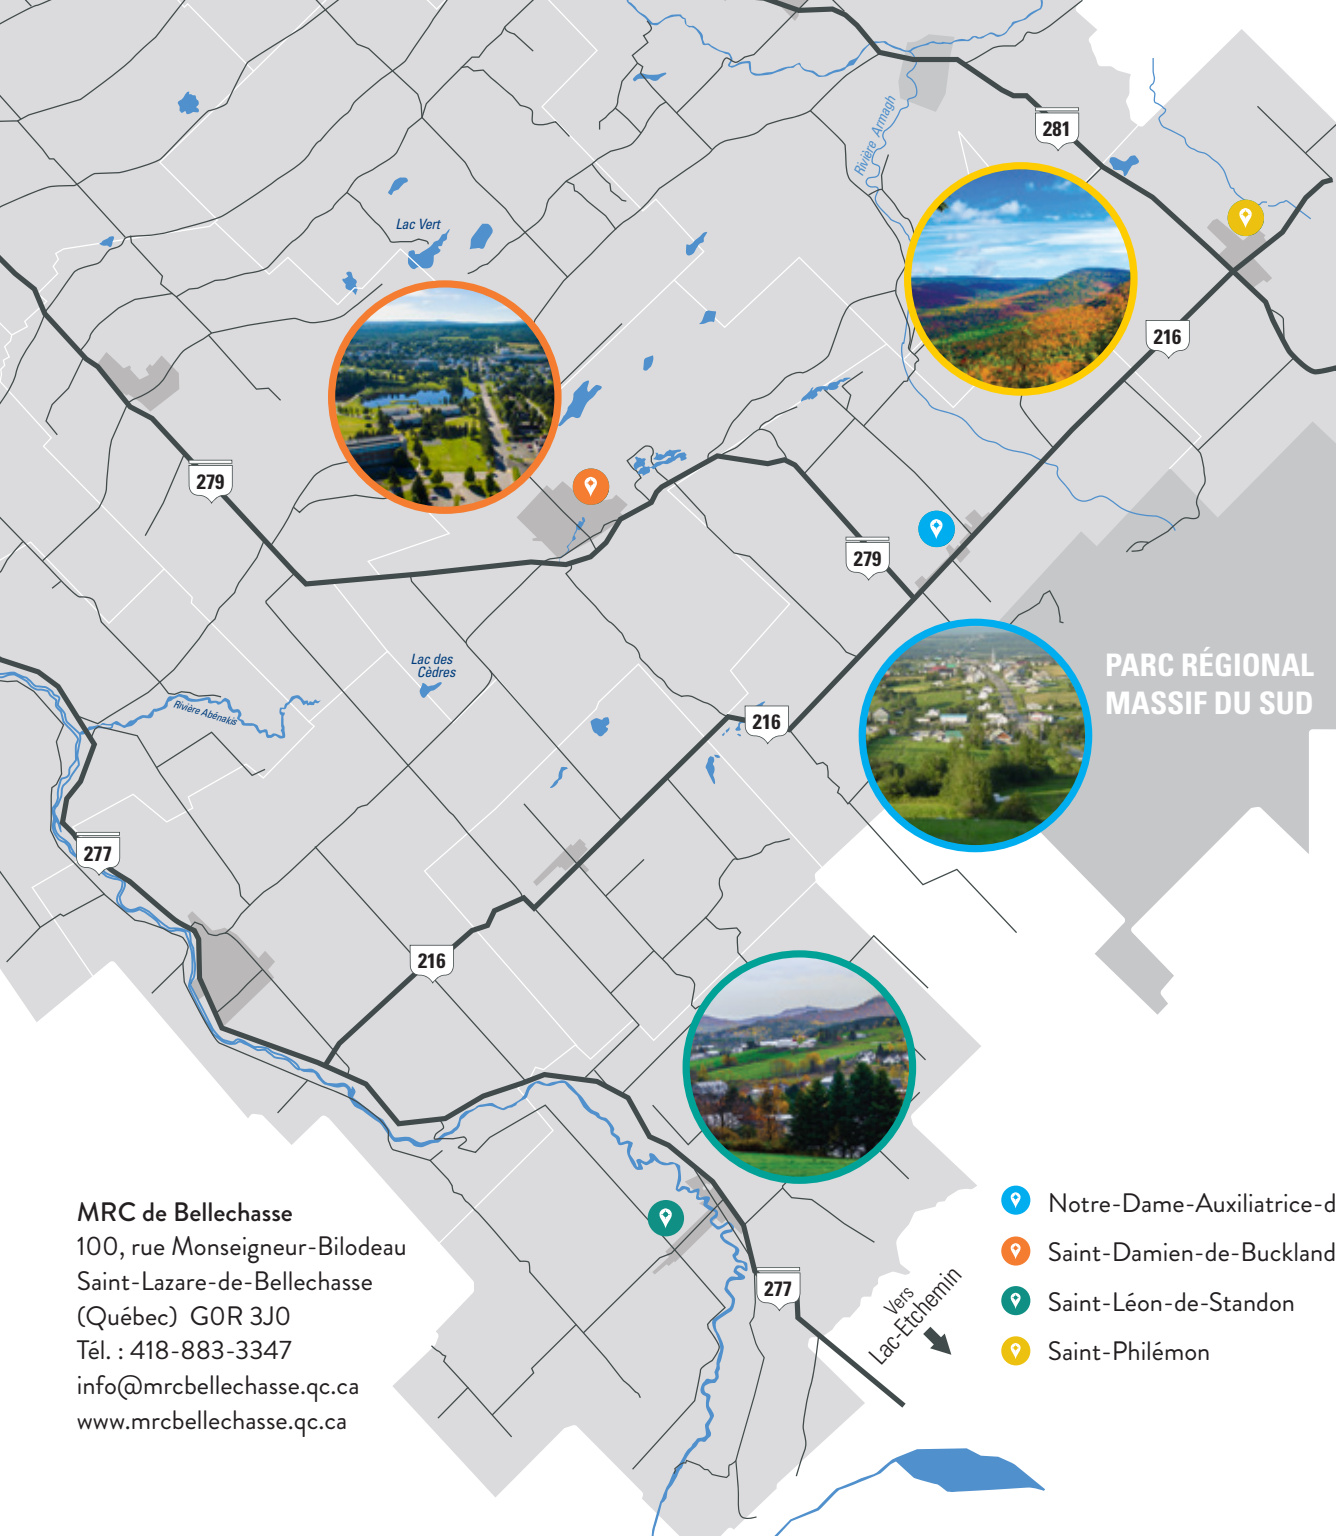 281
Rivière Armagh
Lac Vert
216
279
279
Lac des
Cèdres
PARC RÉGIONAL
MASSIF DU SUD
Rivière Abénakis
216
277
216
MRC de Bellechasse
100, rue Monseigneur-Bilodeau
Saint-Lazare-de-Bellechasse
(Québec) G0R 3J0
Tél. : 418-883-3347
info@mrcbellechasse.qc.ca
www.mrcbellechasse.qc.ca
277
Vers
Lac-Etchemin
Notre-Dame-Auxiliatrice-d
Saint-Damien-de-Buckland
Saint-Léon-de-Standon
Saint-Philémon